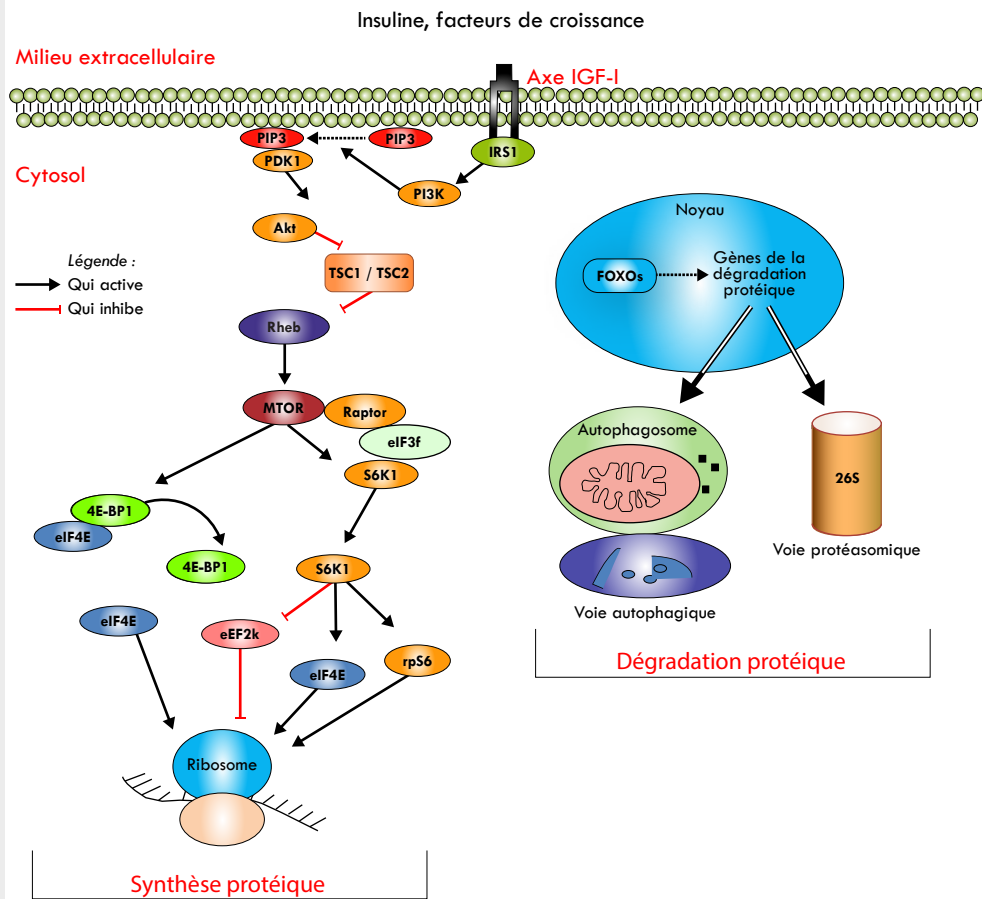 Insuline, facteurs de croissance
Milieu extracellulaire
Axe IGF-I
PIP3
PIP3
PDK1
IRS1
Cytosol
PI3K
Akt
Noyau
Légende :
Qui active
Qui inhibe
TSC1 / TSC2
FOXOs
Gènes de la
dégradation
protéique
Rheb
MTOR
Raptor
eIF3f
S6K1
Autophagosome
26S
4E-BP1
eIF4E
4E-BP1
S6K1
Voie protéasomique
Voie autophagique
eIF4E
eEF2k
eIF4E
rpS6
Dégradation protéique
Ribosome
Synthèse protéique